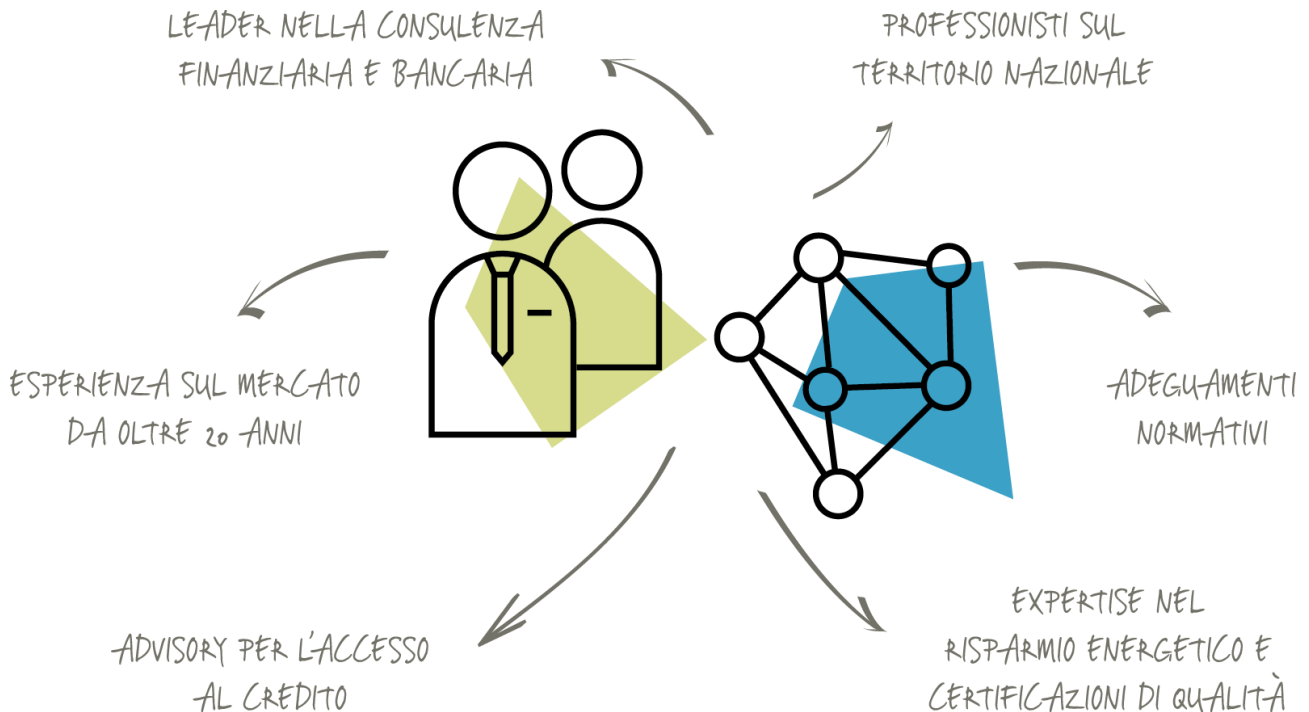 LEADER NELLA CONSULENZA
FINANZIARIA E BANCARIA
PROFESSIONISTI SUL
TERRITORIO NAZIONALE
ESPERIENZA SUL MERCATO
DA OLTRE 20 ANNI
ADEGUAMENTI
NORMATIVI
ADVISORY PER L'ACCESSO
AL CREDITO
EXPERTISE NEL
RISPARMIO ENERGETICO E
CERTIFICAZIONI DI QUALITÀ